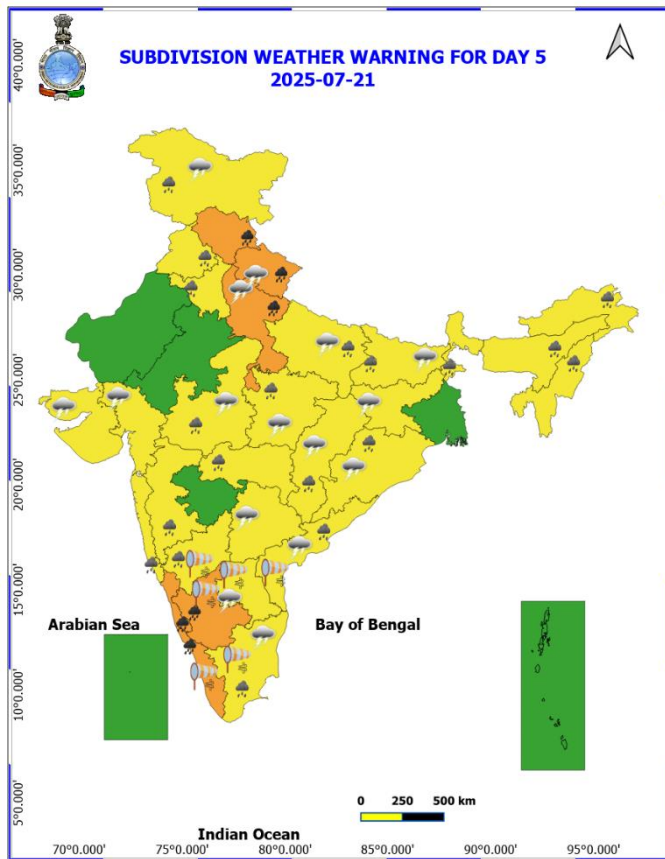 SUBDIVISION WEATHER WARNING FOR DAY 5
2025-07-21
40°0.000'
35°0.000'
30°0.000'
25°0.000'
20°0.000'
15°0.000'
10°0.000'
5°0.000'
Arabian Sea
Bay of Bengal
0 250 500 km
Indian Ocean
70°0.000' 75°0.000' 80°0.000' 85°0.000' 90°0.000' 95°0.000'